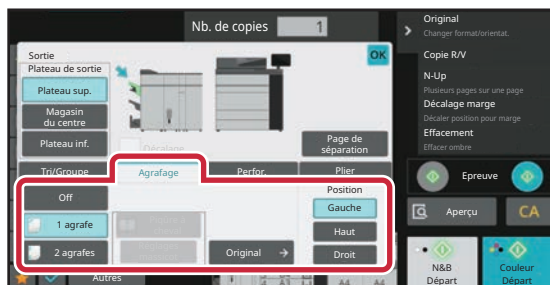 Nb. de copies 1
Sortie
OK
Plateau de sortie
Plateau sup.
Magasin
du centre
Plateau inf.
Décalage
Page de
séparation
Tri/Groupe
Agrafage
Perfor.
Plier
Off
1 agrafe
2 agrafes
Original →
Position
Gauche
Haut
Droit
Autres
Original
Changer format/orientat.
Copie R/V
N-Up
Plusieurs pages sur une page
Décalage marge
Décaler position pour marge
Effacement
Effacer ombre
Epreuve
Aperçu
CA
N&B
Départ
Couleur
Départ